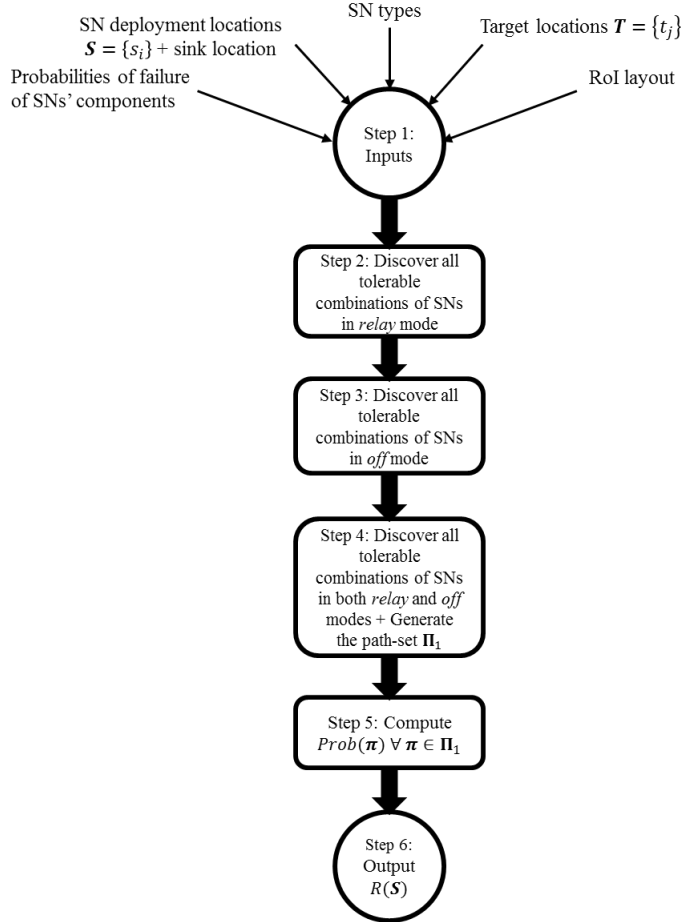 SN types
SN deployment locations
S = {s_i} + sink location
Target locations T = {t_j}
Probabilities of failure
of SNs' components
RoI layout
Step 1:
Inputs
Step 2: Discover all
tolerable
combinations of SNs
in relay mode
Step 3: Discover all
tolerable
combinations of SNs
in off mode
Step 4: Discover all
tolerable
combinations of SNs
in both relay and off
modes + Generate
the path-set Π₁
Step 5: Compute
Prob(π) ∀ π ∈ Π₁
Step 6:
Output
R(S)